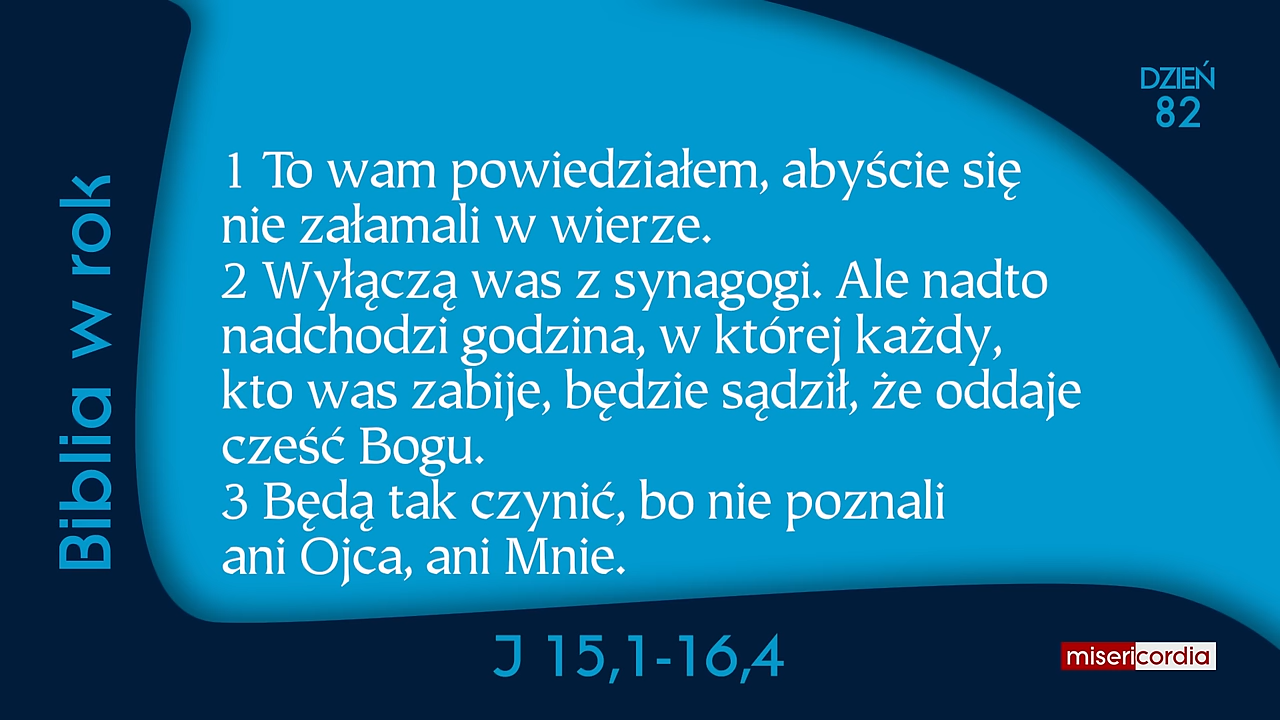 DZIEŃ
82
Biblia w rok
1 To wam powiedziałem, abyście się
nie załamali w wierze.
2 Wyłączą was z synagogi. Ale nadto
nadchodzi godzina, w której każdy,
kto was zabije, będzie sądził, że oddaje
cześć Bogu.
3 Będą tak czynić, bo nie poznali
ani Ojca, ani Mnie.
J 15,1-16,4
misericordia